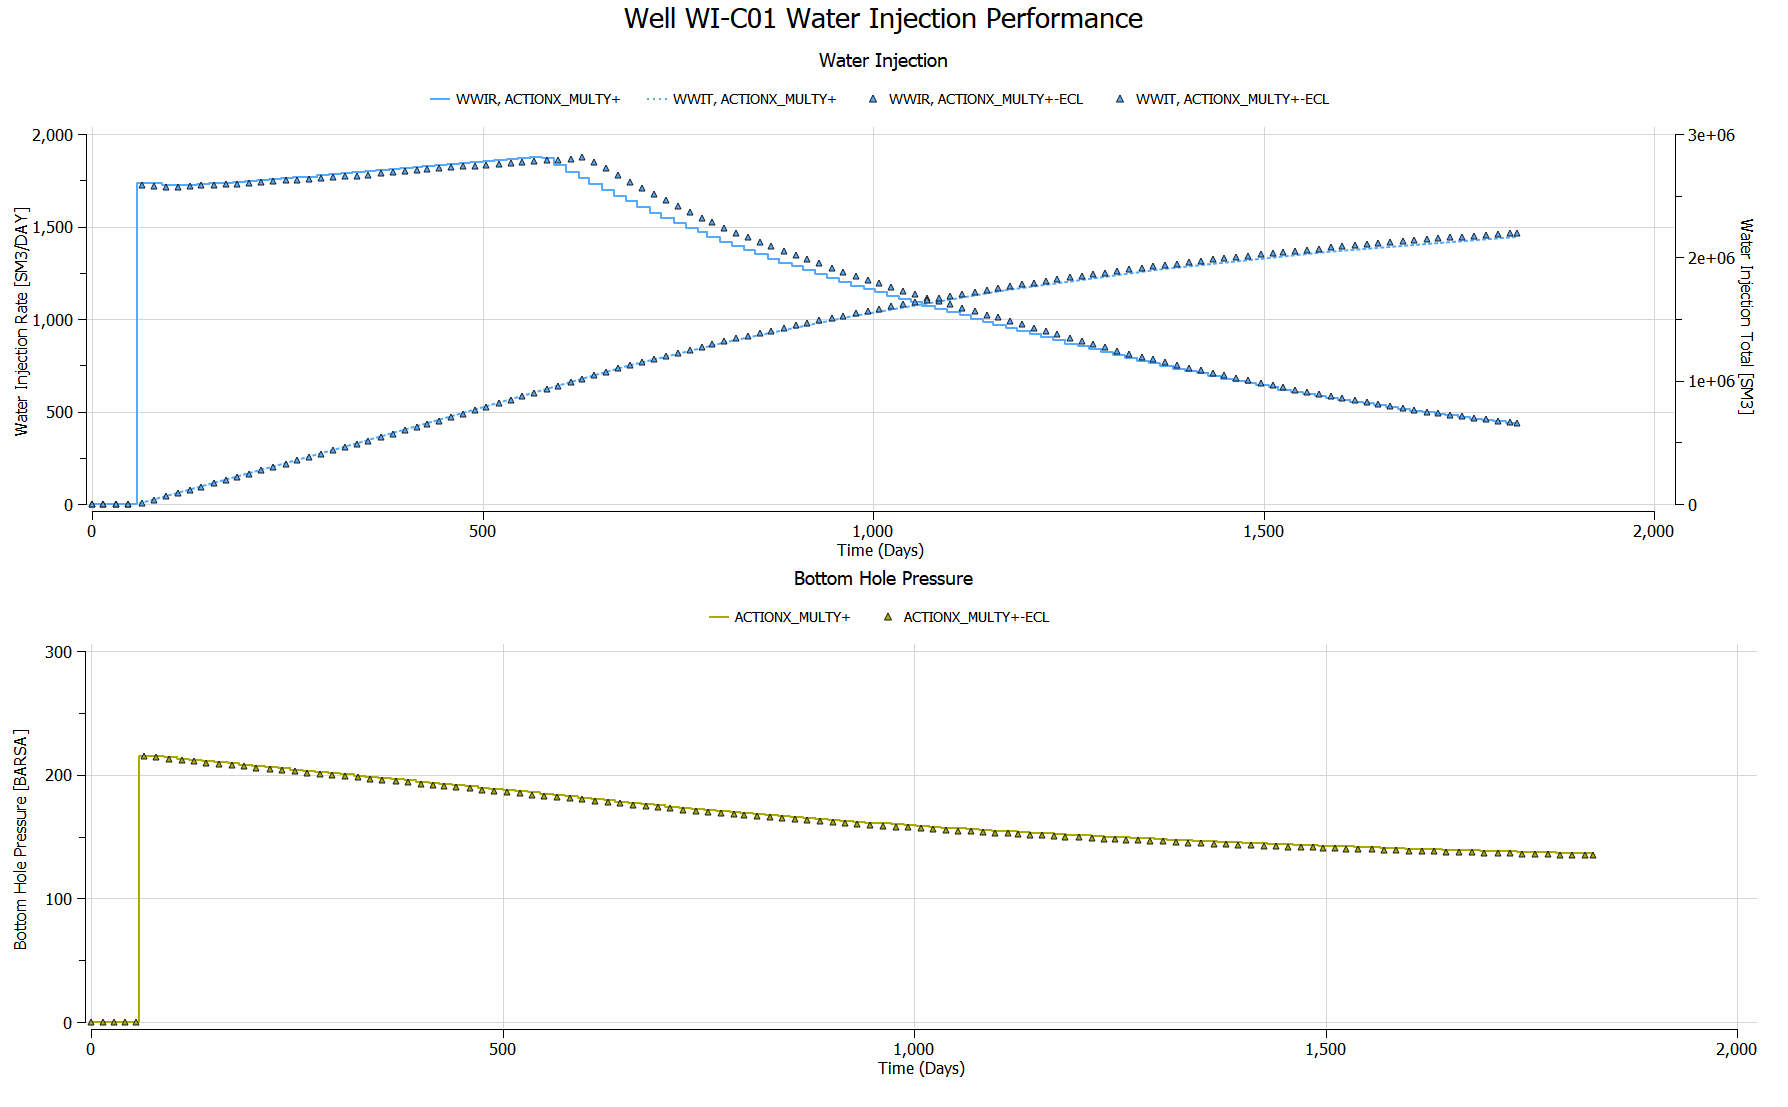 Well WI-C01 Water Injection Performance
Water Injection
WWIR, ACTIONX_MULTY+ WWIT, ACTIONX_MULTY+ WWIR, ACTIONX_MULTY+-ECL WWIT, ACTIONX_MULTY+-ECL
Water Injection Rate [SM3/DAY]
2,000
1,500
1,000
500
0
3e+06
2e+06
1e+06
0
Water Injection Total [SM3]
0 500 1,000 1,500 2,000
Time (Days)
Bottom Hole Pressure
ACTIONX_MULTY+ ACTIONX_MULTY+-ECL
Bottom Hole Pressure [BARSA]
300
200
100
0
0 500 1,000 1,500 2,000
Time (Days)